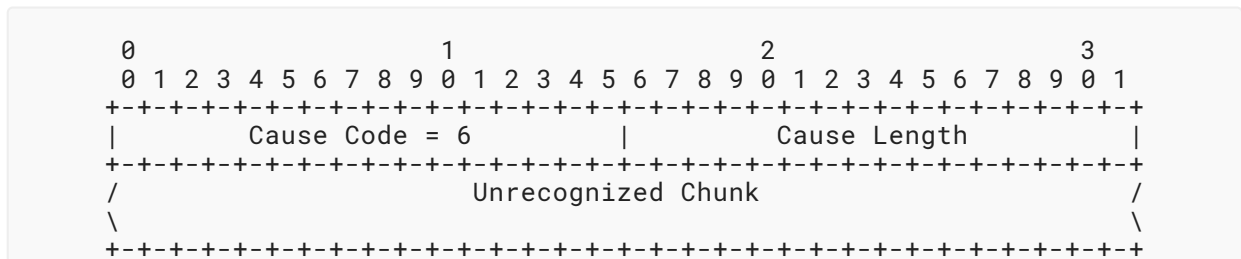 0                   1                   2                   3
 0 1 2 3 4 5 6 7 8 9 0 1 2 3 4 5 6 7 8 9 0 1 2 3 4 5 6 7 8 9 0 1
+-+-+-+-+-+-+-+-+-+-+-+-+-+-+-+-+-+-+-+-+-+-+-+-+-+-+-+-+-+-+-+-+
|        Cause Code = 6         |         Cause Length          |
+-+-+-+-+-+-+-+-+-+-+-+-+-+-+-+-+-+-+-+-+-+-+-+-+-+-+-+-+-+-+-+-+
/                      Unrecognized Chunk                       /
\                                                               \
+-+-+-+-+-+-+-+-+-+-+-+-+-+-+-+-+-+-+-+-+-+-+-+-+-+-+-+-+-+-+-+-+